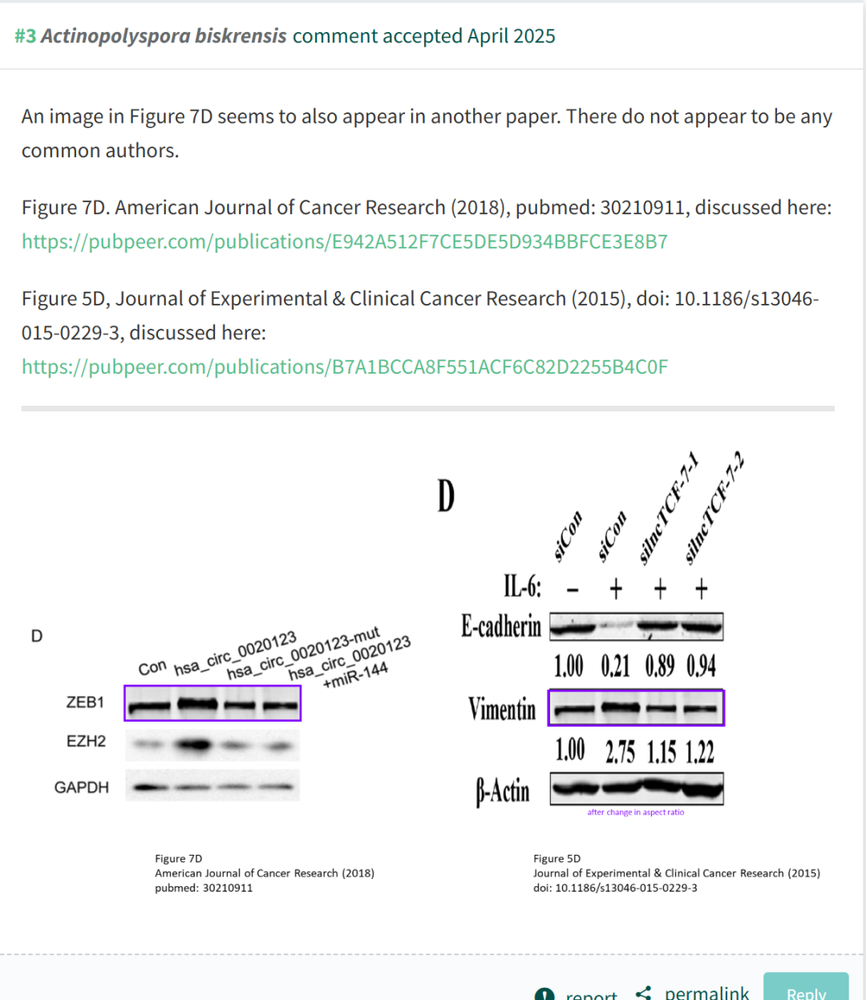 #3 Actinopolyspora biskrensis comment accepted April 2025
An image in Figure 7D seems to also appear in another paper. There do not appear to be any
common authors.
Figure 7D. American Journal of Cancer Research (2018), pubmed: 30210911, discussed here:
https://pubpeer.com/publications/E942A512F7CE5DE5D934BBFCE3E8B7
Figure 5D, Journal of Experimental & Clinical Cancer Research (2015), doi: 10.1186/s13046-
015-0229-3, discussed here:
https://pubpeer.com/publications/B7A1BCCA8F551ACF6C82D2255B4C0F
D
Con
hsa_circ_0020123
hsa_circ_0020123-mut
hsa_circ_0020123
+miR-144
ZEB1
EZH2
GAPDH
D
siCon
siCon
silncTCF-7-1
silncTCF-7-2
IL-6: − + + +
E-cadherin
1.00 0.21 0.89 0.94
Vimentin
1.00 2.75 1.15 1.22
β-Actin
after change in aspect ratio
Figure 7D
American Journal of Cancer Research (2018)
pubmed: 30210911
Figure 5D
Journal of Experimental & Clinical Cancer Research (2015)
doi: 10.1186/s13046-015-0229-3
report permalink Reply